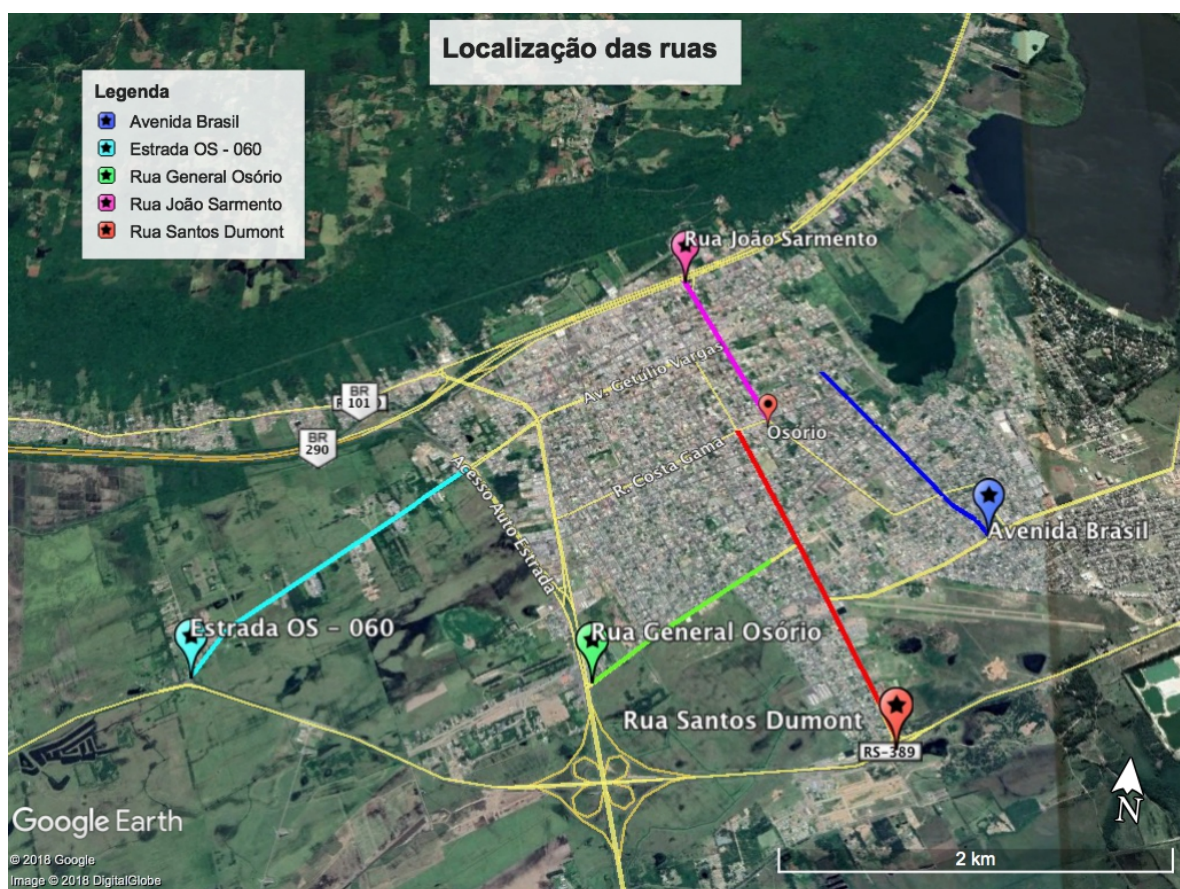 Localização das ruas
Legenda
Avenida Brasil
Estrada OS - 060
Rua General Osório
Rua João Sarmento
Rua Santos Dumont
Rua João Sarmento
Av. Getúlio Vargas
BR
101
BR
290
Osório
R. Costa Gama
Acesso Auto Estrada
Avenida Brasil
Estrada OS - 060
Rua General Osório
Rua Santos Dumont
RS-389
N
Google Earth
© 2018 Google
Image © 2018 DigitalGlobe
2 km